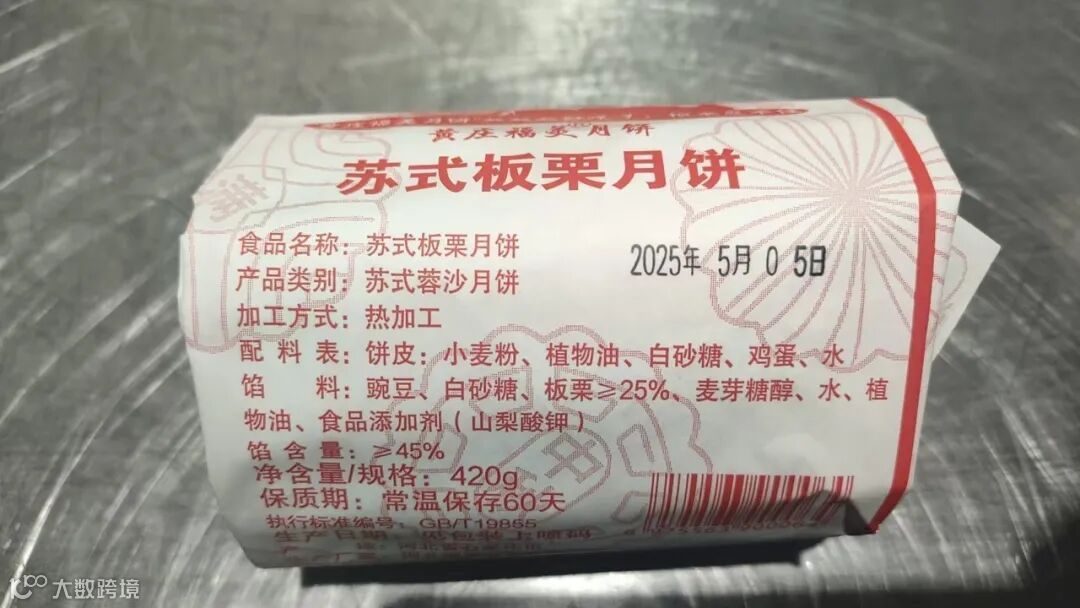 黄庄福美月饼
苏式板栗月饼
食品名称：苏式板栗月饼
2025年 5月 0 5日
产品类别：苏式蓉沙月饼
加工方式：热加工
配料表：饼皮：小麦粉、植物油、白砂糖、鸡蛋、水
馅料：豌豆、白砂糖、板栗≥25%、麦芽糖醇、水、植
物油、食品添加剂（山梨酸钾）
馅含量：≥45%
净含量/规格：420g
保质期：常温保存60天
执行标准编号：GB/T19855
生产日期：见包装上喷码
大数跨境